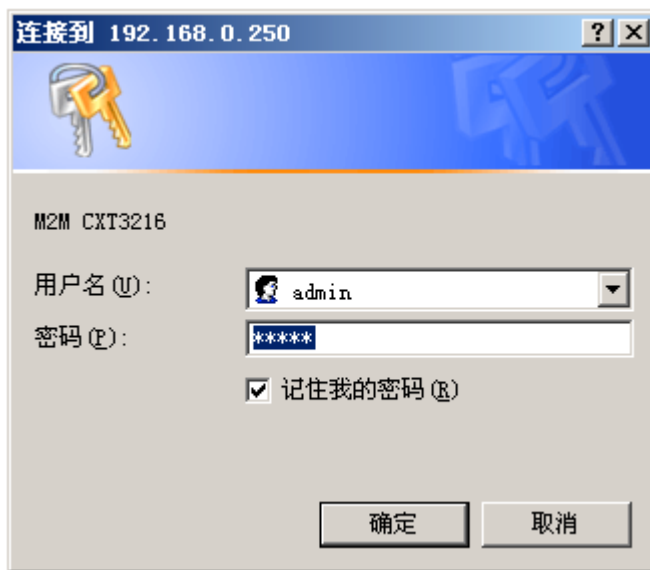 连接到 192.168.0.250
M2M CXT3216
用户名(U):
admin
密码(P):
*****
记住我的密码(R)
确定
取消